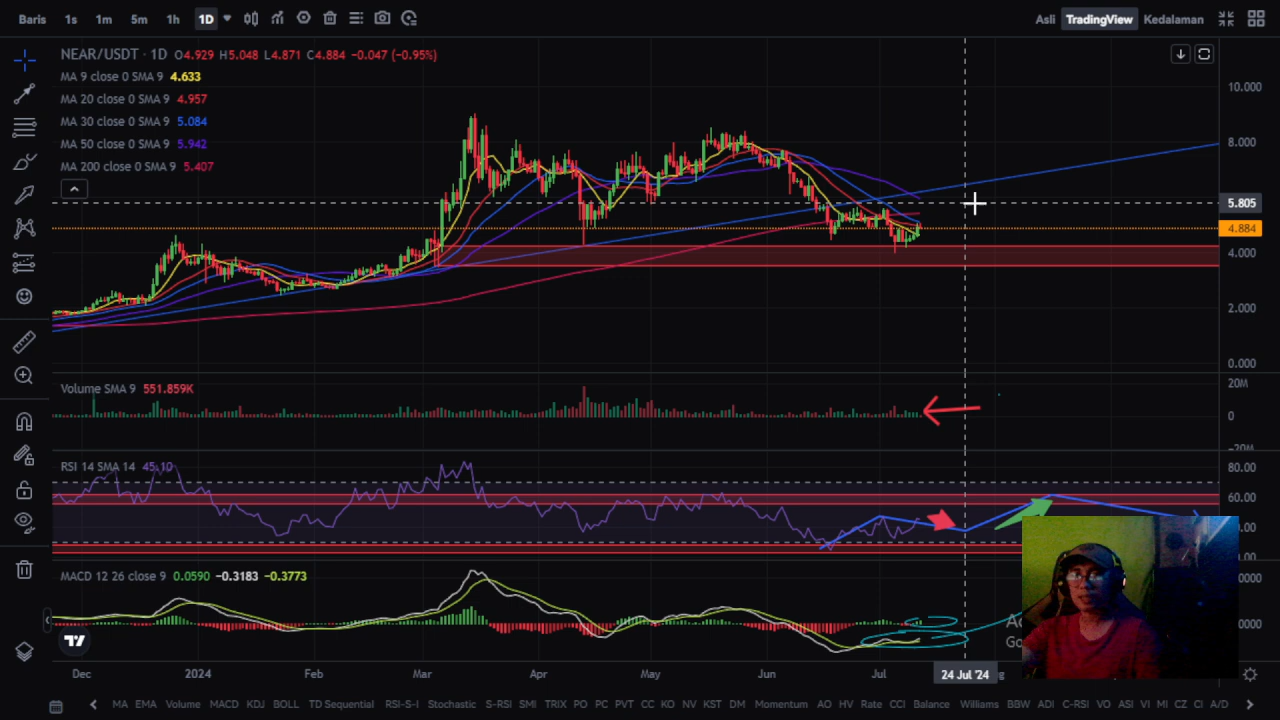 Baris 1s 1m 5m 1h 1D Asli TradingView Kedalaman
NEAR/USDT · 1D O4.929 H5.048 L4.871 C4.884 −0.047 (−0.95%)
MA 9 close 0 SMA 9 4.633
MA 20 close 0 SMA 9 4.957
MA 30 close 0 SMA 9 5.084
MA 50 close 0 SMA 9 5.942
MA 200 close 0 SMA 9 5.407
10.000
8.000
5.805
4.884
4.000
2.000
0.000
Volume SMA 9 551.859K
20M
0
−20M
RSI 14 SMA 14 45.10
80.00
60.00
MACD 12 26 close 9 0.0590 −0.3183 −0.3773
Go
Dec 2024 Feb Mar Apr May Jun Jul 24 Jul '24
MA EMA Volume MACD KDJ BOLL TD Sequential RSI-S-I Stochastic S-RSI SMI TRIX PO PC PVT CC KO NV KST DM Momentum AO HV Rate CCI Balance Williams BBW ADI C-RSI VO ASI VI MI CZ CI A/D